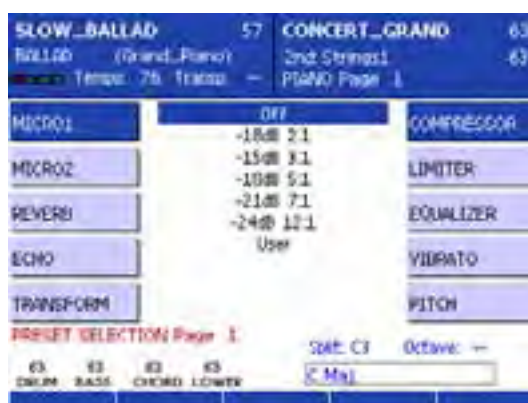 SLOW_BALLAD 57
BALLAD (Grand_Piano)
Tempo: 76 Transp: --
CONCERT_GRAND 63
2nd Strings1 63
PIANO Page 1
MICRO1
MICRO2
REVERB
ECHO
TRANSFORM
OFF
-18dB 2:1
-15dB 3:1
-18dB 5:1
-21dB 7:1
-24dB 12:1
User
COMPRESSOR
LIMITER
EQUALIZER
VIBRATO
PITCH
PRESET SELECTION Page 1
63 63 63 63
DRUM BASS CHORD LOWER
Split: C3 Octave: --
C Maj